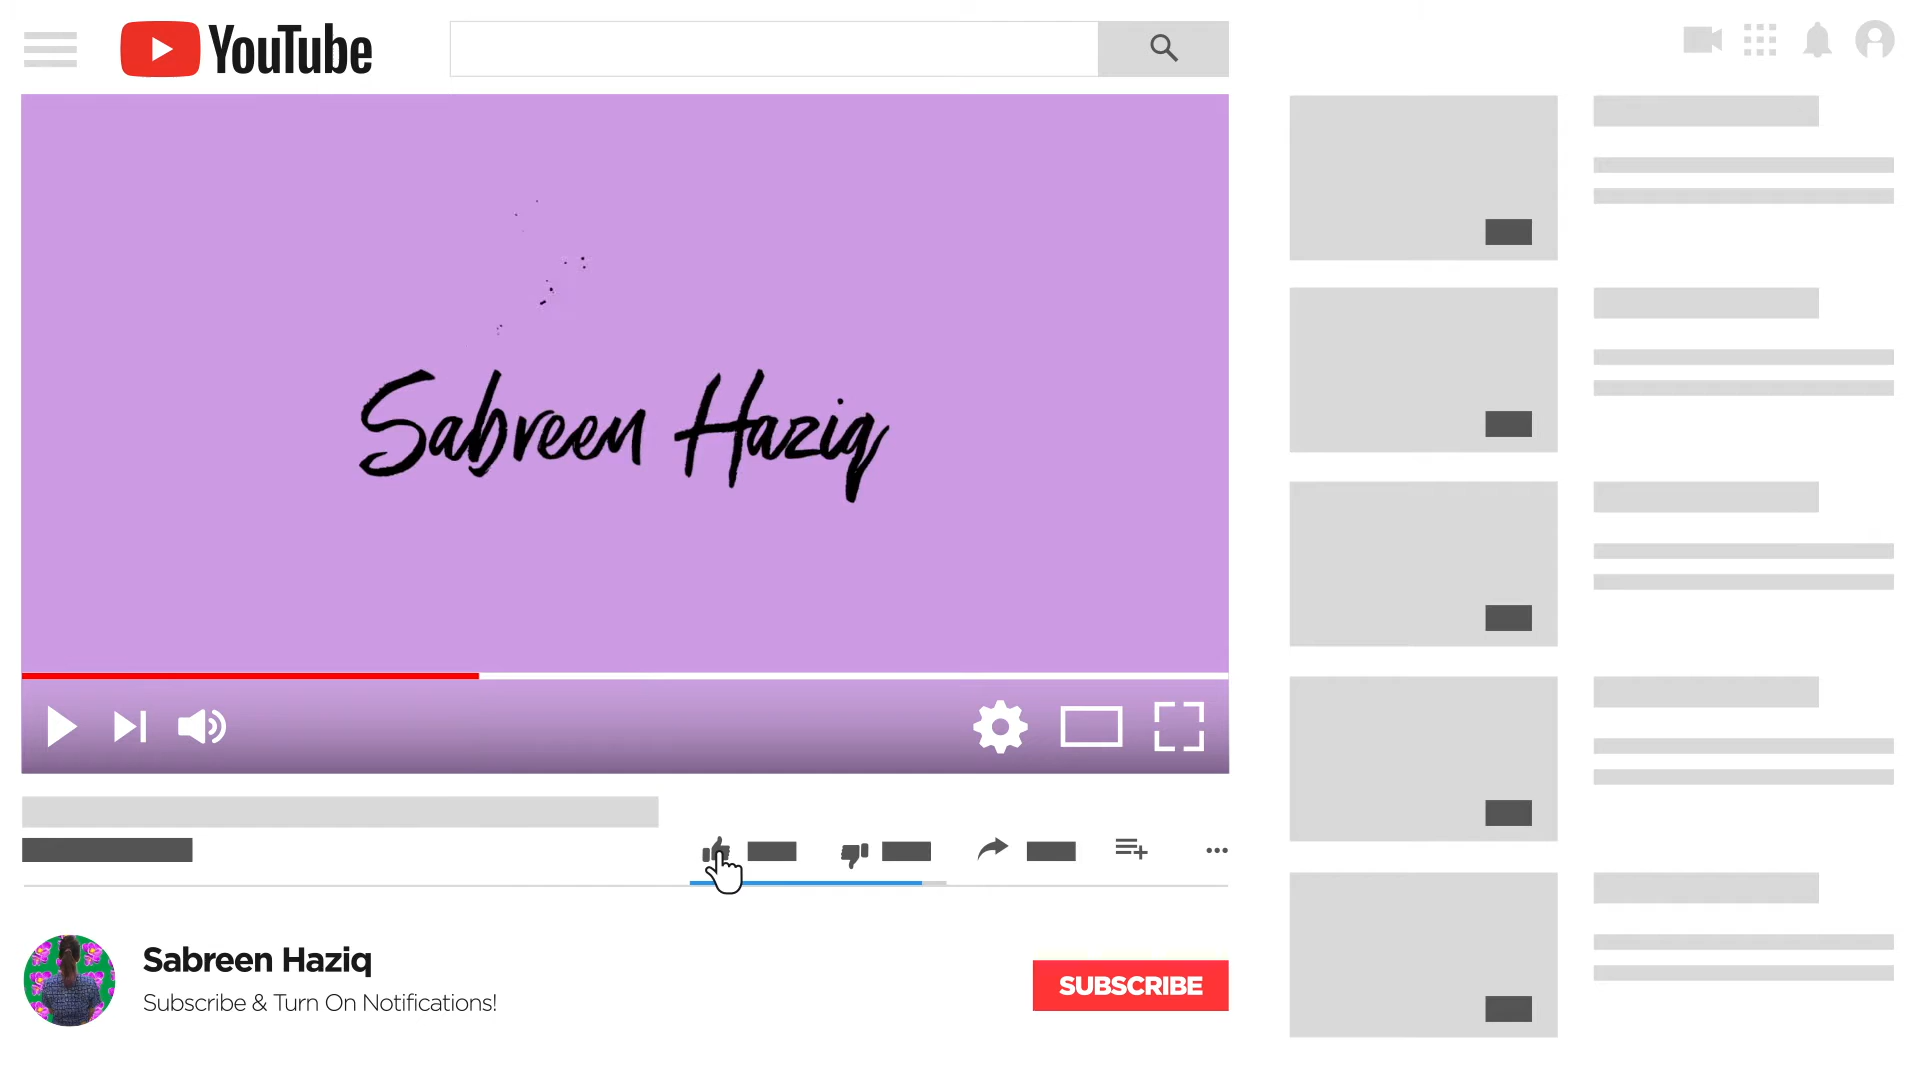 YouTube
Sabreen Haziq
Sabreen Haziq
Subscribe & Turn On Notifications!
SUBSCRIBE